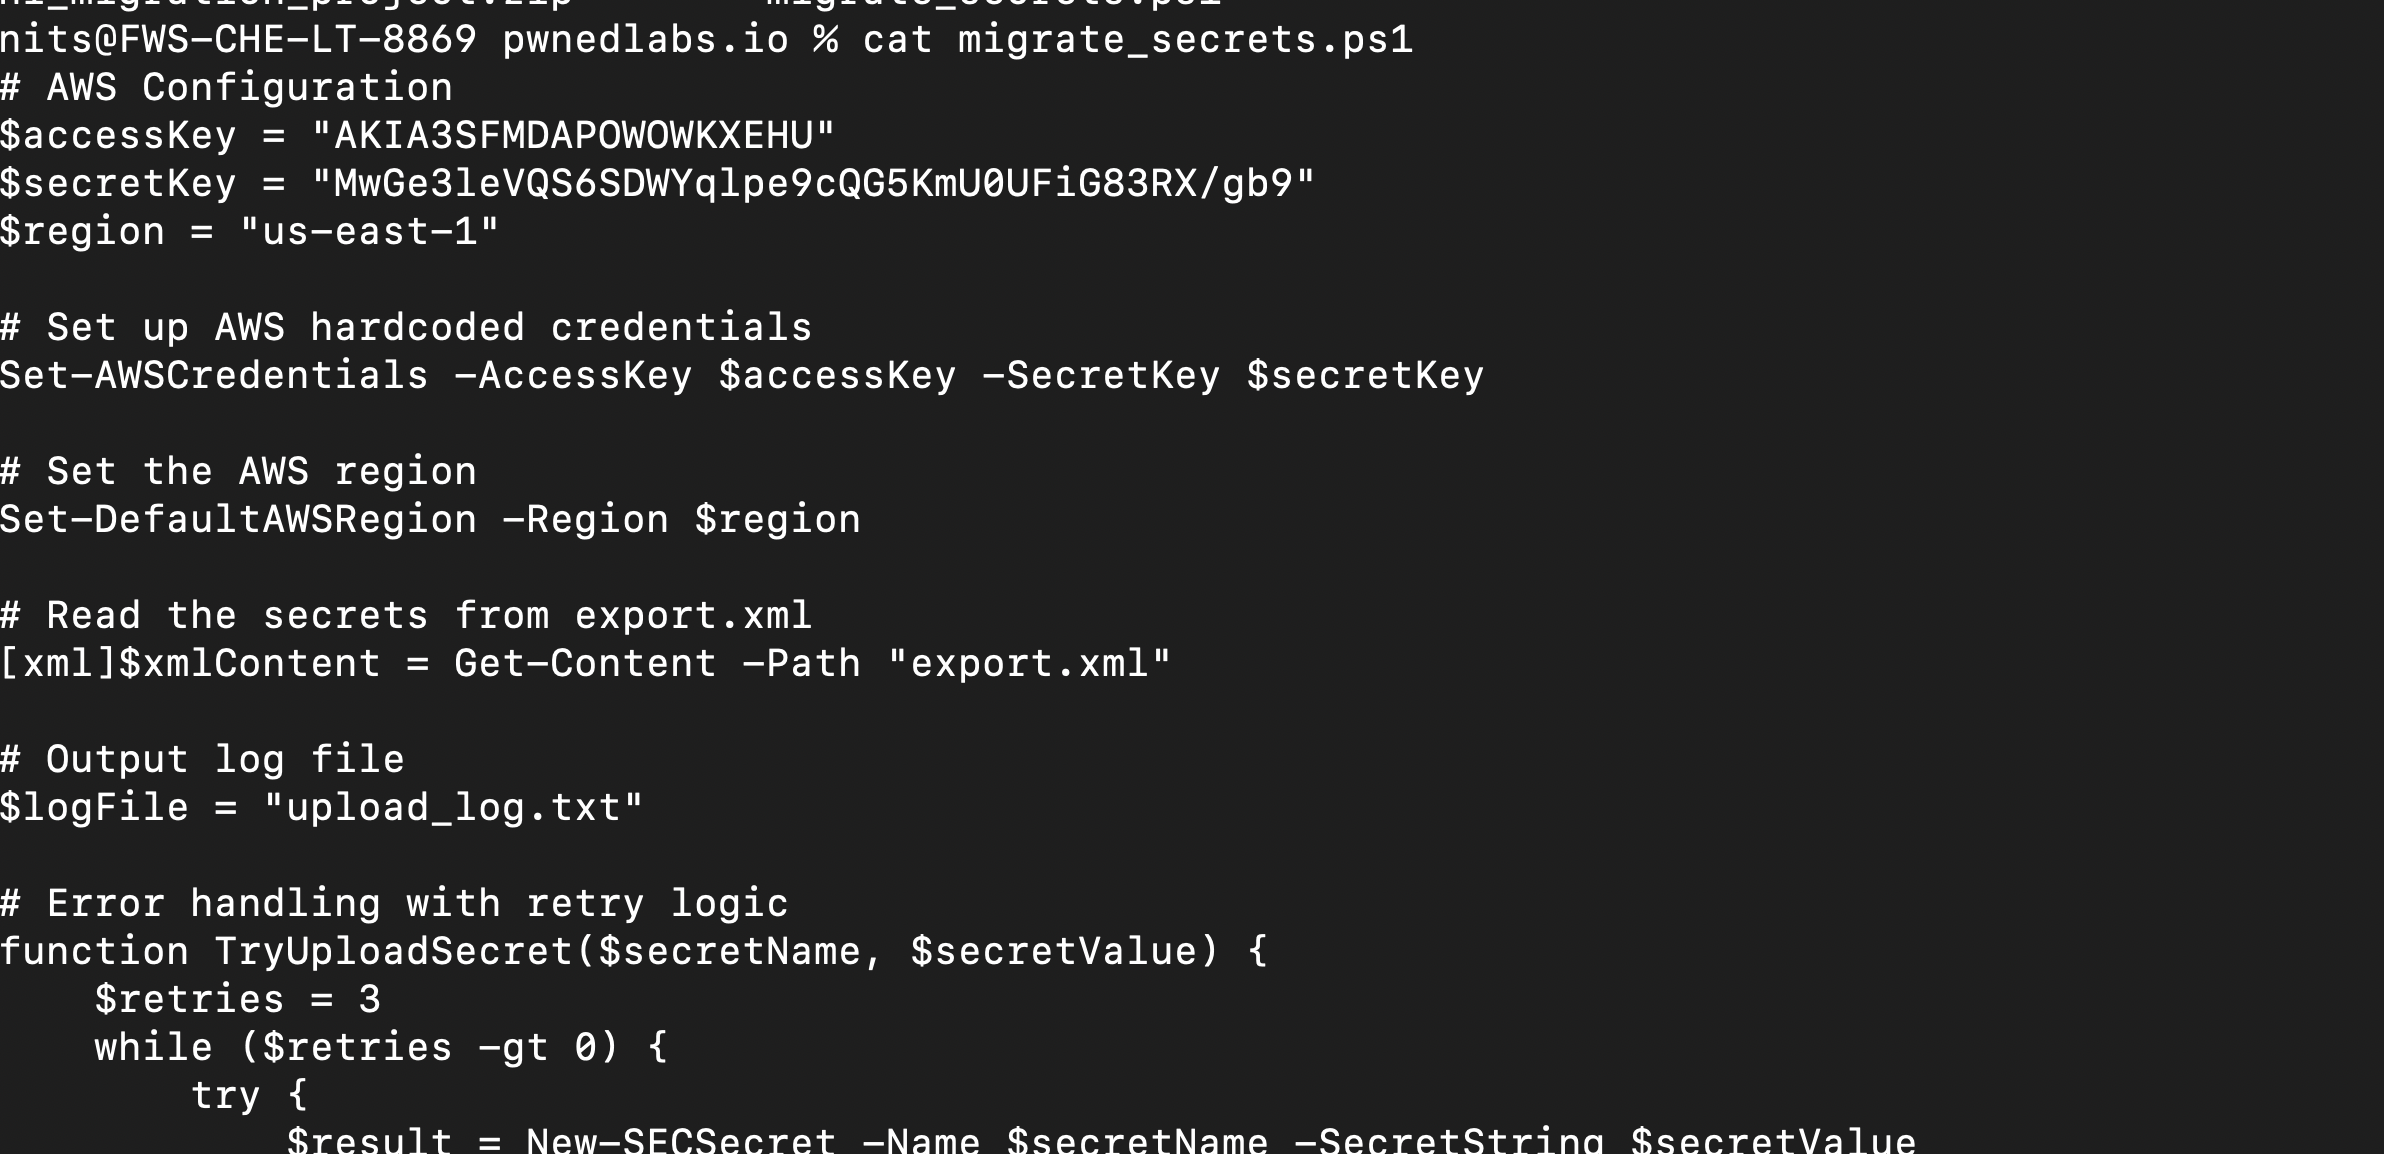 ni_migration_project.zip migrate_secrets.ps1
nits@FWS-CHE-LT-8869 pwnedlabs.io % cat migrate_secrets.ps1
# AWS Configuration
$accessKey = "AKIA3SFMDAPOWOWKXEHU"
$secretKey = "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"
$region = "us-east-1"
# Set up AWS hardcoded credentials
Set-AWSCredentials -AccessKey $accessKey -SecretKey $secretKey
# Set the AWS region
Set-DefaultAWSRegion -Region $region
# Read the secrets from export.xml
[xml]$xmlContent = Get-Content -Path "export.xml"
# Output log file
$logFile = "upload_log.txt"
# Error handling with retry logic
function TryUploadSecret($secretName, $secretValue) {
    $retries = 3
    while ($retries -gt 0) {
        try {
            $result = New-SECSecret -Name $secretName -SecretString $secretValue